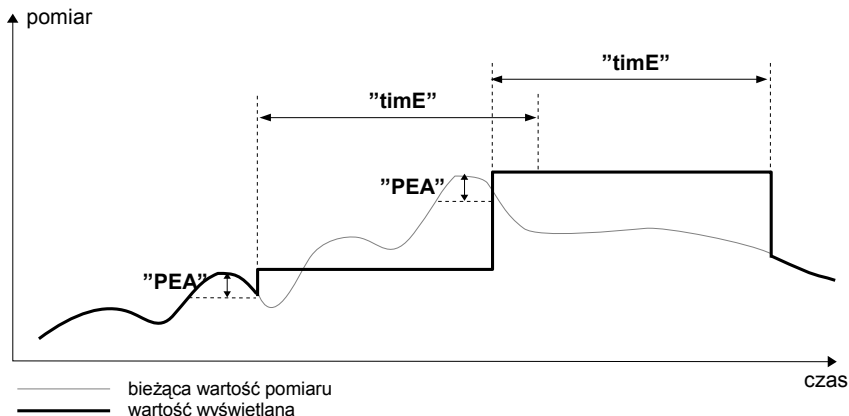 pomiar
”timE”
”timE”
”PEA”
”PEA”
czas
bieżąca wartość pomiaru
wartość wyświetlana